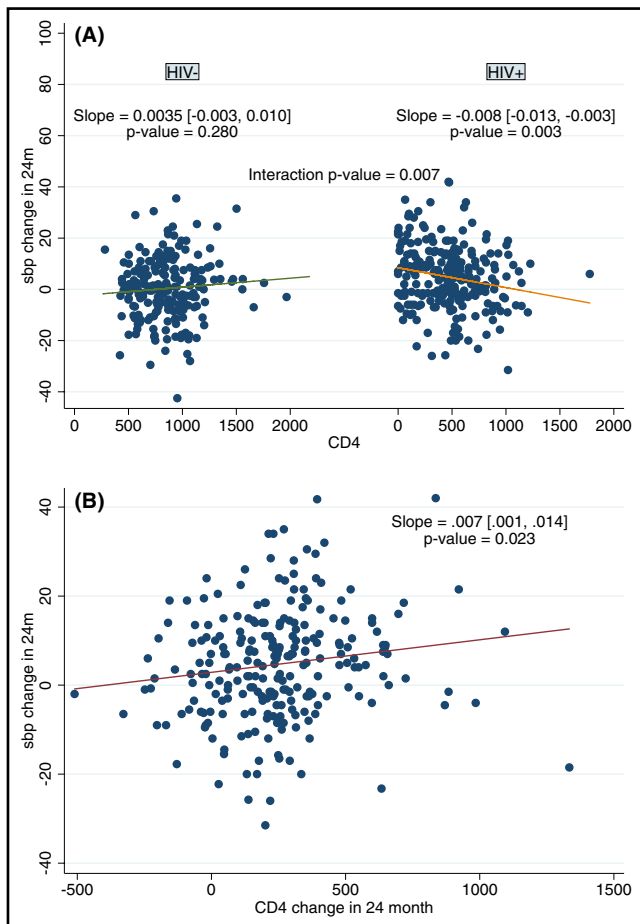 (A)
HIV-
HIV+
Slope = 0.0035 [-0.003, 0.010]
p-value = 0.280
Slope = -0.008 [-0.013, -0.003]
p-value = 0.003
Interaction p-value = 0.007
sbp change in 24m
100
80
60
40
20
0
-20
-40
0 500 1000 1500 2000 0 500 1000 1500 2000
CD4
(B)
Slope = .007 [.001, .014]
p-value = 0.023
sbp change in 24m
40
20
0
-20
-40
-500 0 500 1000 1500
CD4 change in 24 month